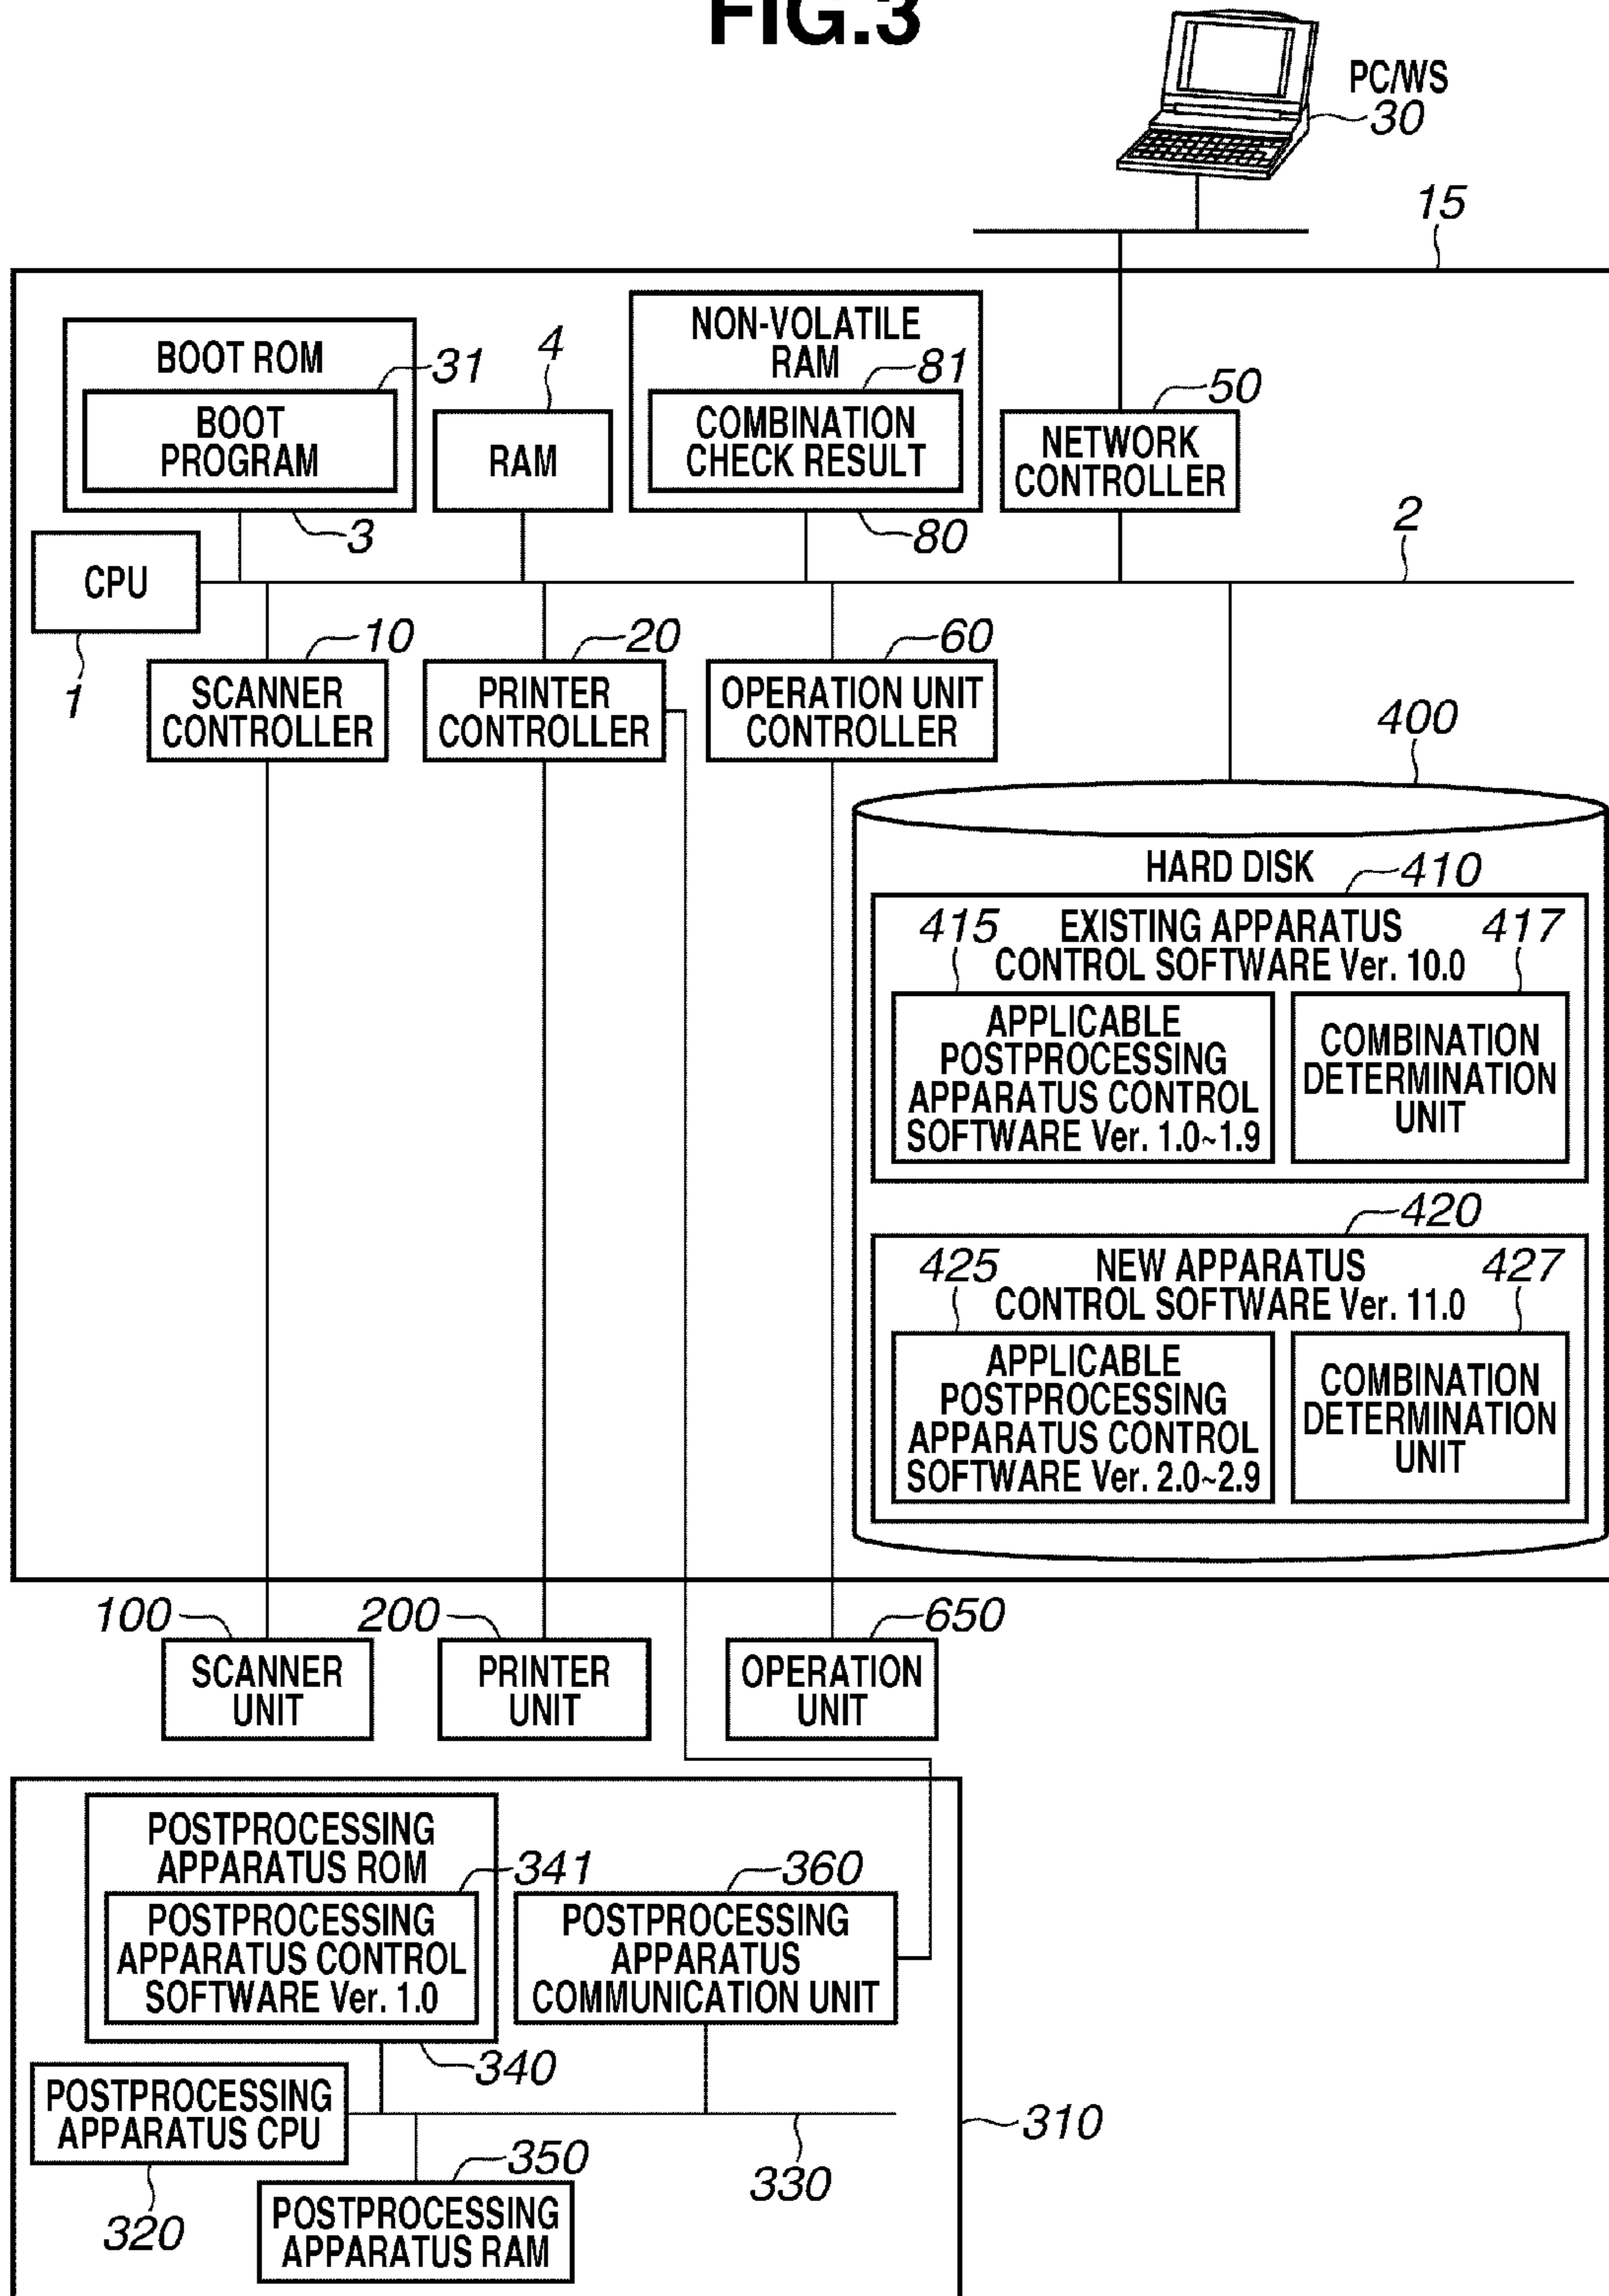 FIG.3
PC/WS
30
15
BOOT ROM
31
BOOT
PROGRAM
3
4
RAM
NON-VOLATILE
RAM
81
COMBINATION
CHECK RESULT
80
50
NETWORK
CONTROLLER
2
CPU
1
10
SCANNER
CONTROLLER
20
PRINTER
CONTROLLER
60
OPERATION UNIT
CONTROLLER
400
HARD DISK
410
415
EXISTING APPARATUS
CONTROL SOFTWARE Ver. 10.0
417
APPLICABLE
POSTPROCESSING
APPARATUS CONTROL
SOFTWARE Ver. 1.0~1.9
COMBINATION
DETERMINATION
UNIT
420
425
NEW APPARATUS
CONTROL SOFTWARE Ver. 11.0
427
APPLICABLE
POSTPROCESSING
APPARATUS CONTROL
SOFTWARE Ver. 2.0~2.9
COMBINATION
DETERMINATION
UNIT
100
SCANNER
UNIT
200
PRINTER
UNIT
650
OPERATION
UNIT
POSTPROCESSING
APPARATUS ROM
341
POSTPROCESSING
APPARATUS CONTROL
SOFTWARE Ver. 1.0
340
360
POSTPROCESSING
APPARATUS
COMMUNICATION UNIT
POSTPROCESSING
APPARATUS CPU
320
350
POSTPROCESSING
APPARATUS RAM
330
310